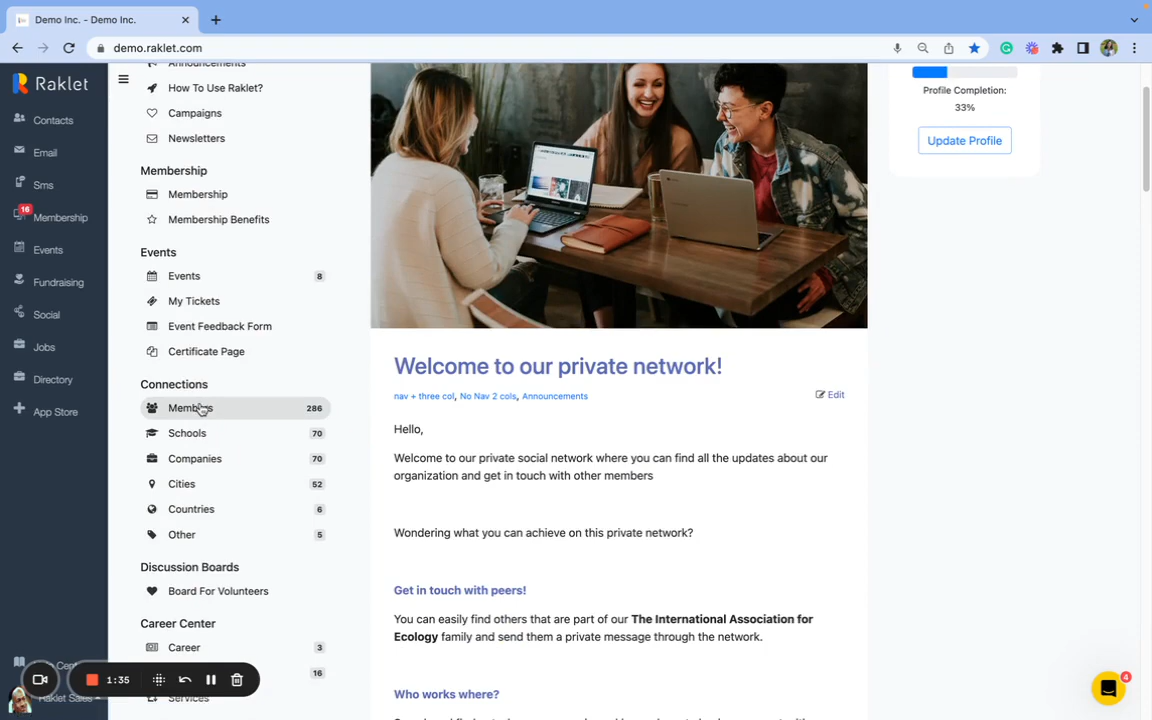 Demo Inc. - Demo Inc.
demo.raklet.com
Raklet
Contacts
Email
Sms
16
Membership
Events
Fundraising
Social
Jobs
Directory
App Store
Announcements
How To Use Raklet?
Campaigns
Newsletters
Membership
Membership
Membership Benefits
Events
Events 8
My Tickets
Event Feedback Form
Certificate Page
Connections
Members 286
Schools 70
Companies 70
Cities 52
Countries 6
Other 5
Discussion Boards
Board For Volunteers
Career Center
Career 3
16
Services
1:35
Raklet Sales
Welcome to our private network!
nav + three col, No Nav 2 cols, Announcements
Edit
Hello,
Welcome to our private social network where you can find all the updates about our
organization and get in touch with other members
Wondering what you can achieve on this private network?
Get in touch with peers!
You can easily find others that are part of our The International Association for
Ecology family and send them a private message through the network.
Who works where?
Profile Completion:
33%
Update Profile
4